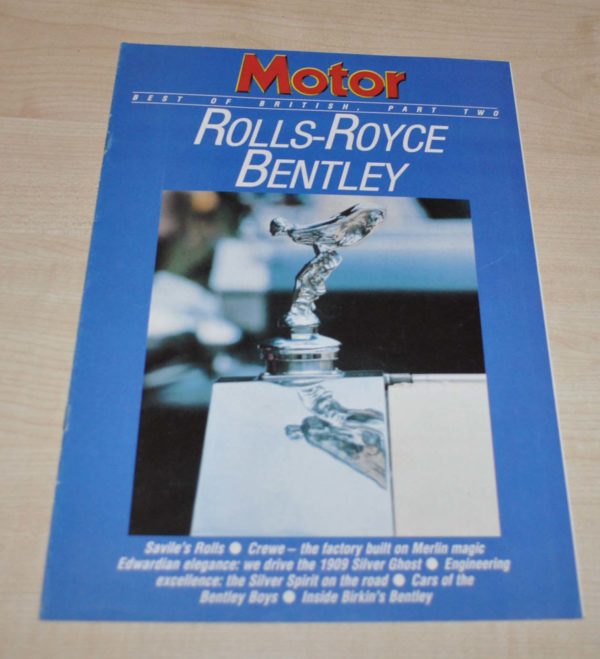 Motor
BEST OF BRITISH, PART TWO
ROLLS-ROYCE
BENTLEY
Savile's Rolls ● Crewe – the factory built on Merlin magic
Edwardian elegance: we drive the 1909 Silver Ghost ● Engineering
excellence: the Silver Spirit on the road ● Cars of the
Bentley Boys ● Inside Birkin's Bentley